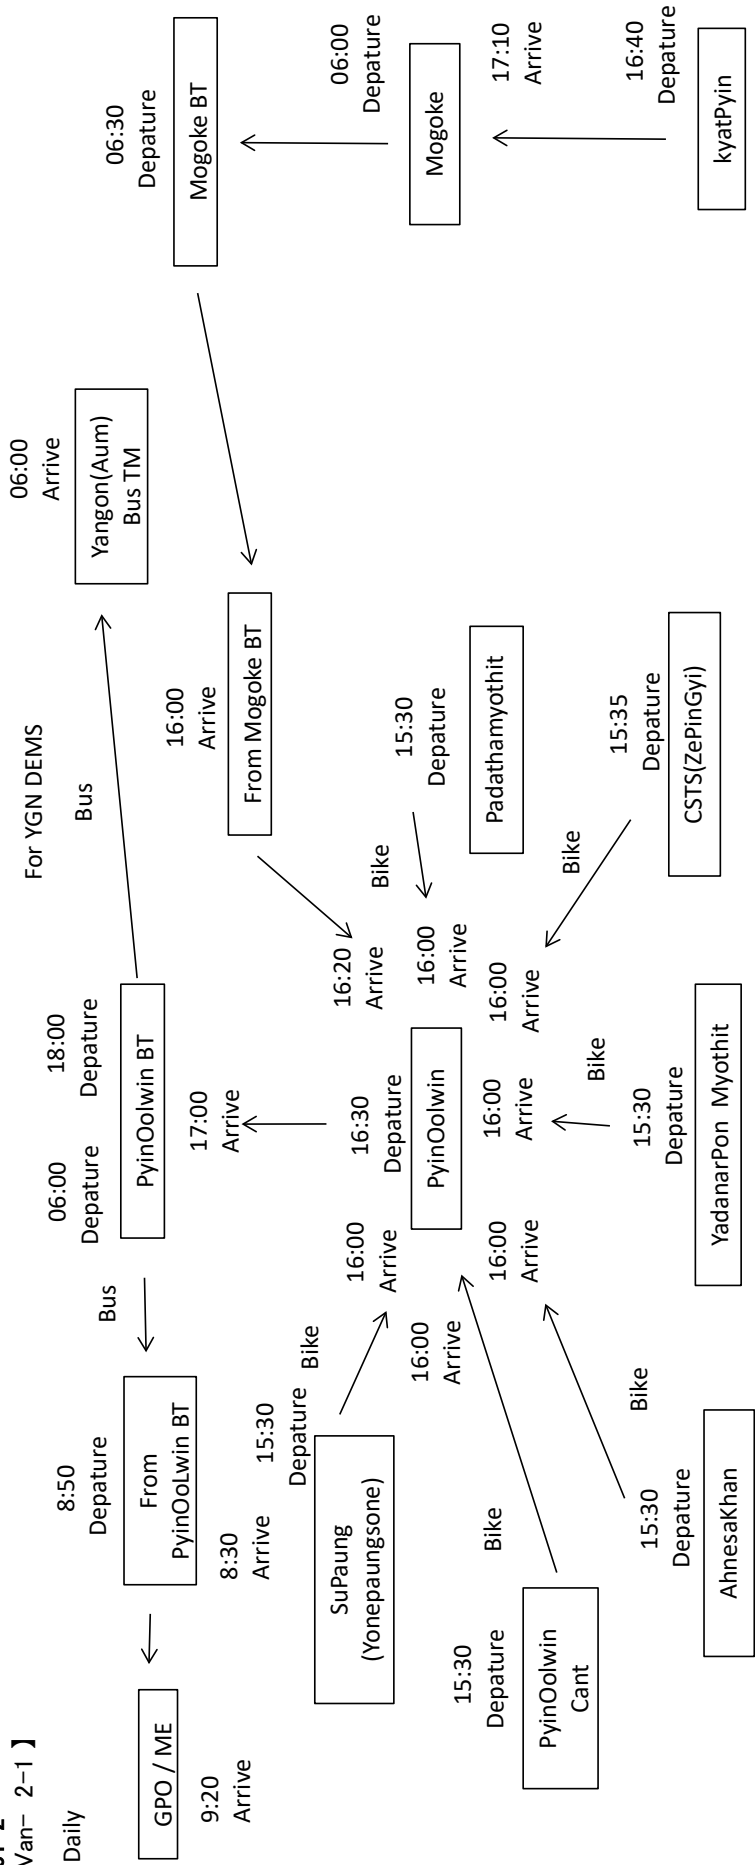 Van- 2-1 】
Daily
For YGN DEMS
Bus
Bus
GPO / ME
9:20
Arrive
8:50
Depature
From
PyinOoLwin BT
8:30
Arrive
06:00
Depature
18:00
Depature
PyinOolwin BT
17:00
Arrive
06:00
Arrive
Yangon(Aum)
Bus TM
06:30
Depature
Mogoke BT
16:00
Arrive
From Mogoke BT
06:00
Depature
Mogoke
17:10
Arrive
16:40
Depature
kyatPyin
15:30
Depature
SuPaung
(Yonepaungsone)
Bike
16:00
Arrive
16:30
Depature
PyinOolwin
16:20
Arrive
Bike
15:30
Depature
Padathamyothit
16:00
Arrive
15:30
Depature
PyinOolwin
Cant
Bike
16:00
Arrive
15:30
Depature
AhnesaKhan
Bike
16:00
Arrive
15:30
Depature
YadanarPon Myothit
Bike
16:00
Arrive
16:00
Arrive
Bike
15:35
Depature
CSTS(ZePinGyi)